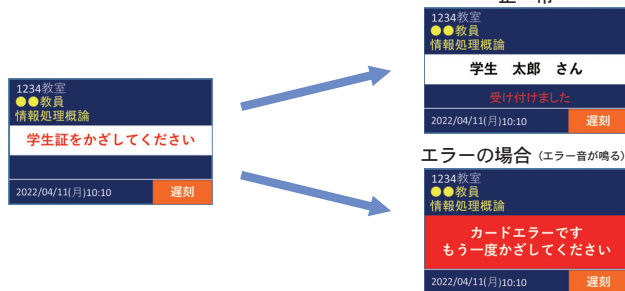 1234教室
●●教員
情報処理概論
学生証をかざしてください
2022/04/11(月)10:10 遅刻
正 常
1234教室
●●教員
情報処理概論
学生 太郎 さん
受け付けました
2022/04/11(月)10:10 遅刻
エラーの場合(エラー音が鳴る)
1234教室
●●教員
情報処理概論
カードエラーです
もう一度かざしてください
2022/04/11(月)10:10 遅刻